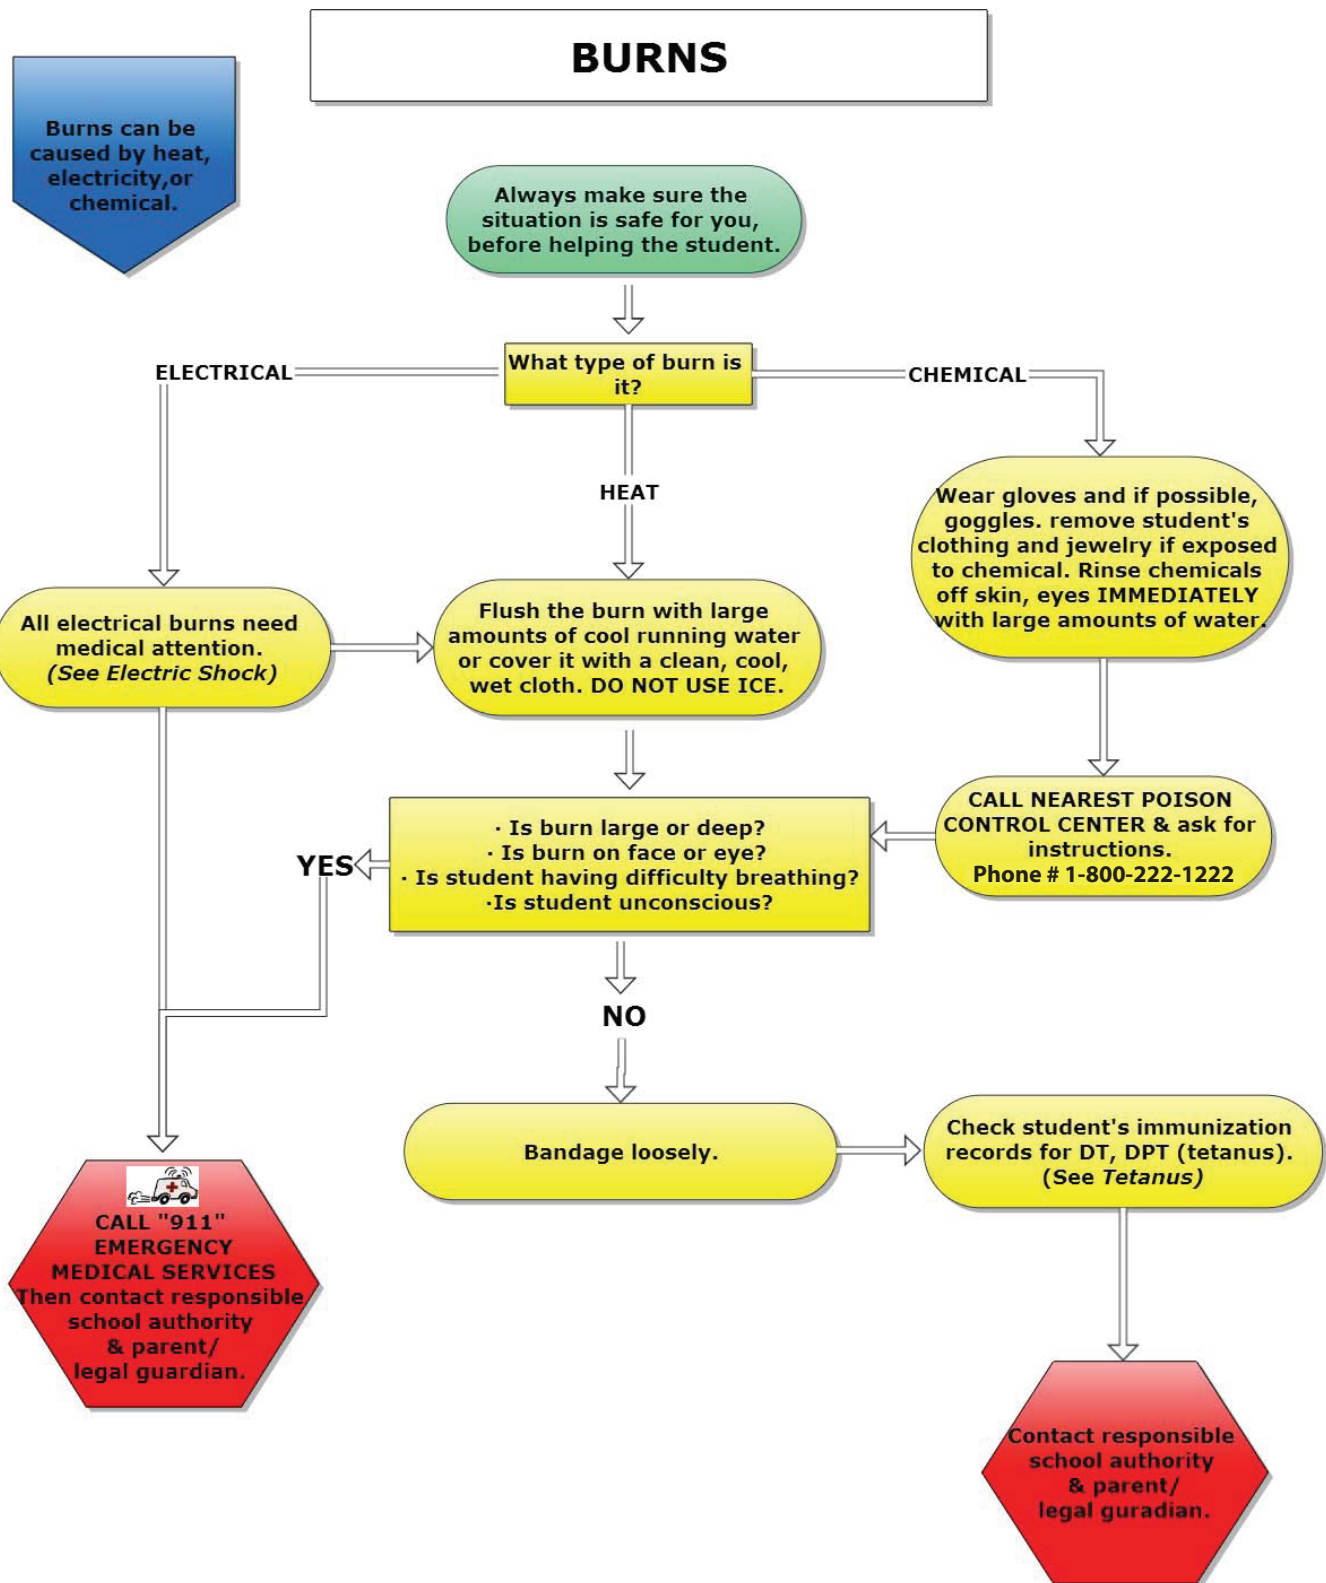 BURNS
Burns can be
caused by heat,
electricity,or
chemical.
Always make sure the
situation is safe for you,
before helping the student.
What type of burn is
it?
ELECTRICAL
CHEMICAL
HEAT
Wear gloves and if possible,
goggles. remove student's
clothing and jewelry if exposed
to chemical. Rinse chemicals
off skin, eyes IMMEDIATELY
with large amounts of water.
All electrical burns need
medical attention.
(See Electric Shock)
Flush the burn with large
amounts of cool running water
or cover it with a clean, cool,
wet cloth. DO NOT USE ICE.
CALL NEAREST POISON
CONTROL CENTER & ask for
instructions.
Phone # 1-800-222-1222
· Is burn large or deep?
· Is burn on face or eye?
· Is student having difficulty breathing?
·Is student unconscious?
YES
NO
Bandage loosely.
Check student's immunization
records for DT, DPT (tetanus).
(See Tetanus)
CALL "911"
EMERGENCY
MEDICAL SERVICES
Then contact responsible
school authority
& parent/
legal guardian.
Contact responsible
school authority
& parent/
legal guradian.